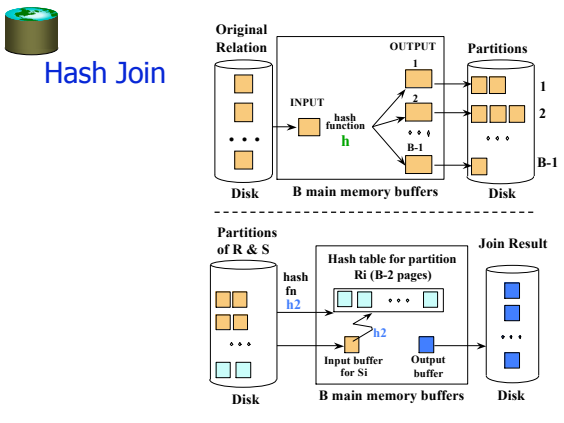 Hash Join
Original
Relation
OUTPUT
Partitions
1
INPUT
2
hash
function
h
B-1
1
2
B-1
Disk
B main memory buffers
Disk
Partitions
of R & S
Join Result
hash
fn
h2
Hash table for partition
Ri (B-2 pages)
h2
Input buffer
for Si
Output
buffer
Disk
B main memory buffers
Disk